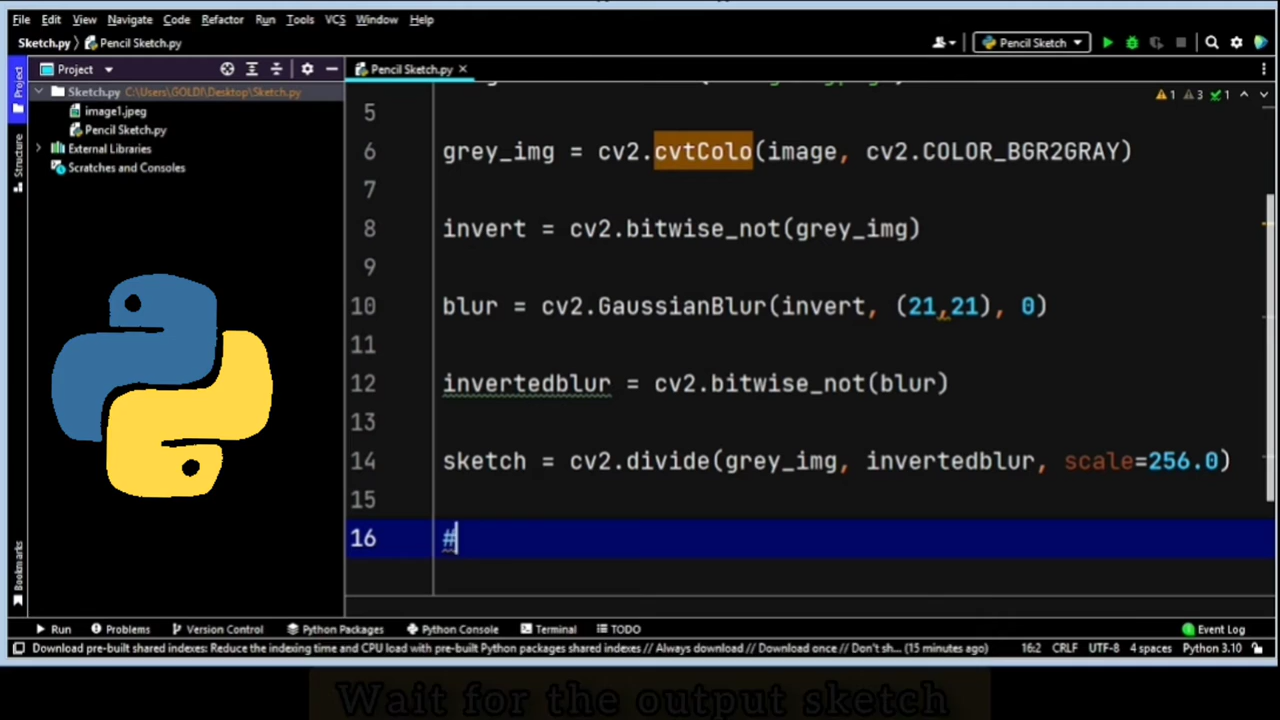 File Edit View Navigate Code Refactor Run Tools VCS Window Help
Sketch.py Pencil Sketch.py Pencil Sketch
Project Pencil Sketch.py
Project
Sketch.py C:\Users\GOLDI\Desktop\Sketch.py
image1.jpeg
Pencil Sketch.py
External Libraries
Scratches and Consoles
Structure
Bookmarks
1 3 1
5
6 grey_img = cv2.cvtColo(image, cv2.COLOR_BGR2GRAY)
7
8 invert = cv2.bitwise_not(grey_img)
9
10 blur = cv2.GaussianBlur(invert, (21,21), 0)
11
12 invertedblur = cv2.bitwise_not(blur)
13
14 sketch = cv2.divide(grey_img, invertedblur, scale=256.0)
15
16 #
Run Problems Version Control Python Packages Python Console Terminal TODO Event Log
Download pre-built shared indexes: Reduce the indexing time and CPU load with pre-built Python packages shared indexes // Always download // Download once // Don't sh... (15 minutes ago) 16:2 CRLF UTF-8 4 spaces Python 3.10
Wait for the output sketch